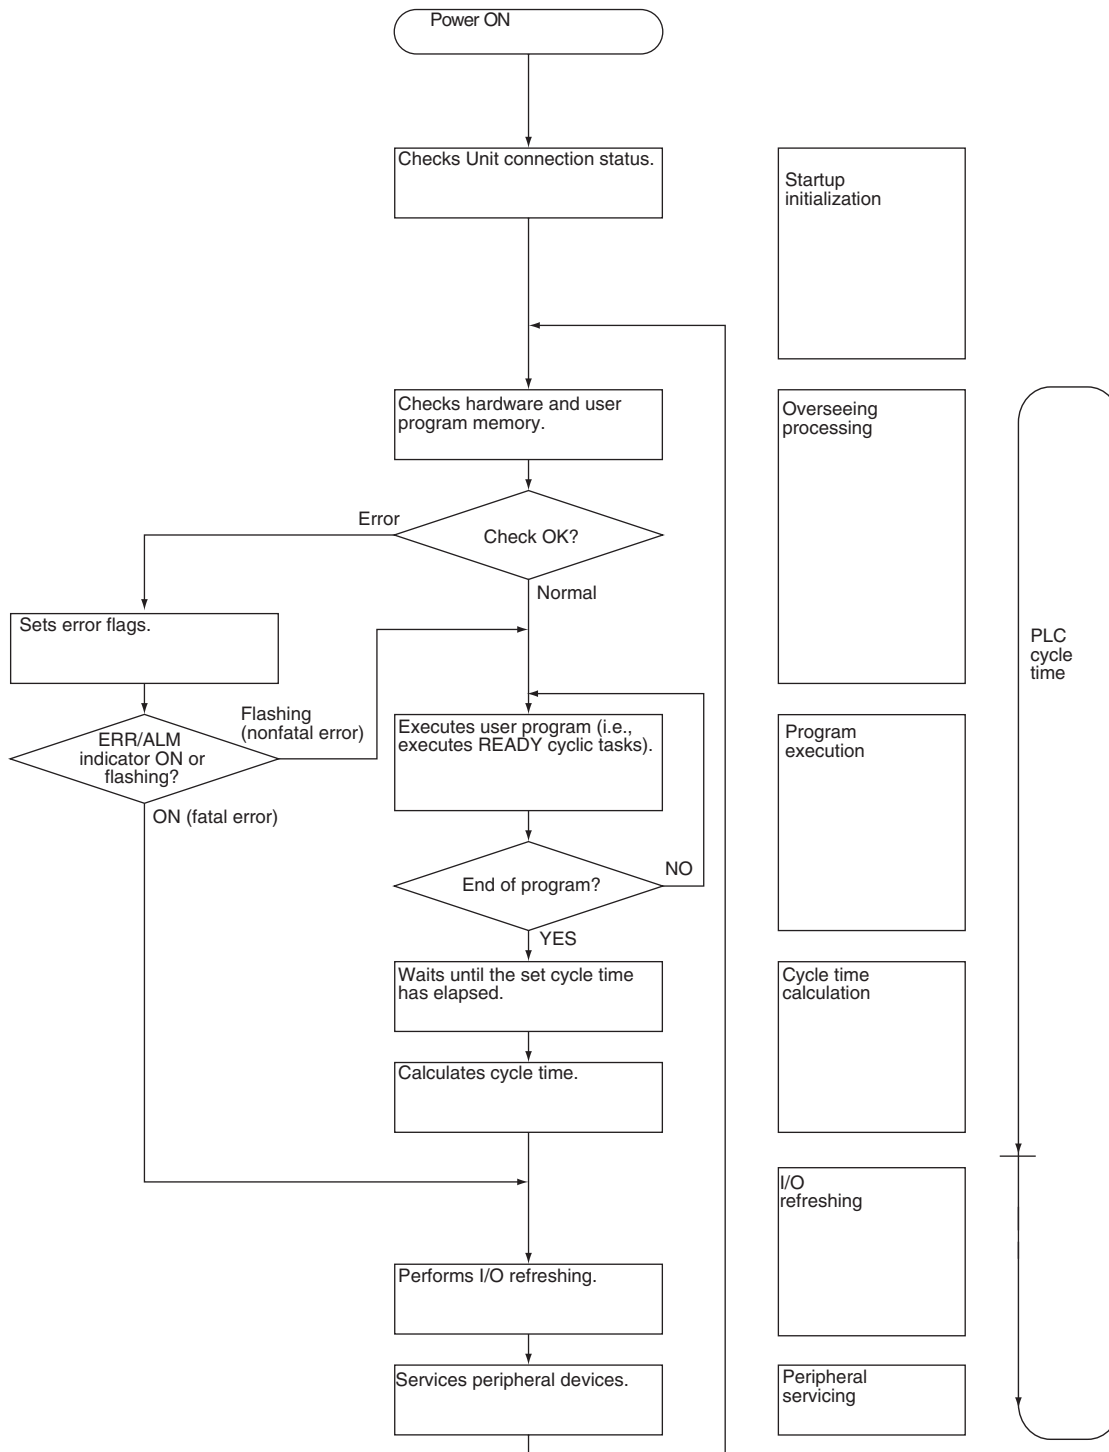 Power ON
Checks Unit connection status.
Startup
initialization
Checks hardware and user
program memory.
Overseeing
processing
Error
Check OK?
Normal
Sets error flags.
PLC
cycle
time
Flashing
(nonfatal error)
ERR/ALM
indicator ON or
flashing?
ON (fatal error)
Executes user program (i.e.,
executes READY cyclic tasks).
Program
execution
NO
End of program?
YES
Waits until the set cycle time
has elapsed.
Cycle time
calculation
Calculates cycle time.
I/O
refreshing
Performs I/O refreshing.
Services peripheral devices.
Peripheral
servicing